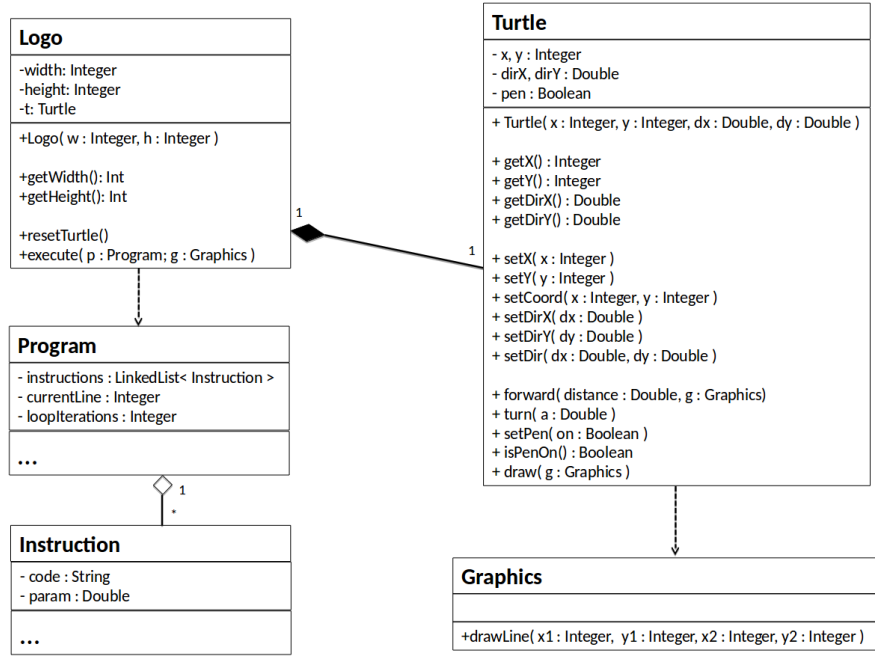 Logo
-width: Integer
-height: Integer
-t: Turtle
+Logo( w : Integer, h : Integer )
+getWidth(): Int
+getHeight(): Int
+resetTurtle()
+execute( p : Program; g : Graphics )
1
1
Turtle
- x, y : Integer
- dirX, dirY : Double
- pen : Boolean
+ Turtle( x : Integer, y : Integer, dx : Double, dy : Double )
+ getX() : Integer
+ getY() : Integer
+ getDirX() : Double
+ getDirY() : Double
+ setX( x : Integer )
+ setY( y : Integer )
+ setCoord( x : Integer, y : Integer )
+ setDirX( dx : Double )
+ setDirY( dy : Double )
+ setDir( dx : Double, dy : Double )
+ forward( distance : Double, g : Graphics)
+ turn( a : Double )
+ setPen( on : Boolean )
+ isPenOn() : Boolean
+ draw( g : Graphics )
Program
- instructions : LinkedList< Instruction >
- currentLine : Integer
- loopIterations : Integer
...
1
*
Instruction
- code : String
- param : Double
...
Graphics
+drawLine( x1 : Integer, y1 : Integer, x2 : Integer, y2 : Integer )